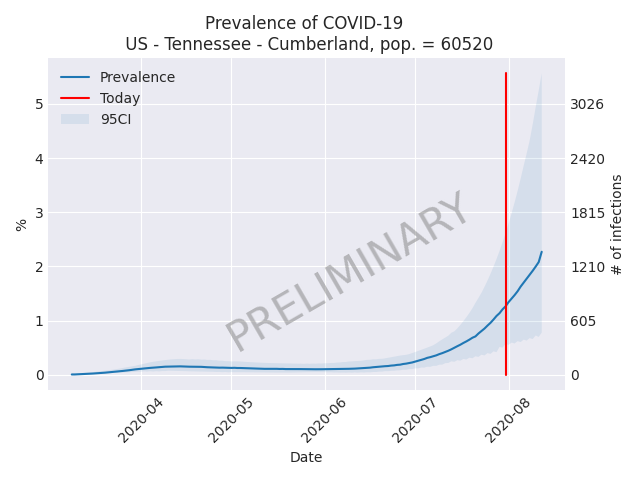 Prevalence of COVID-19
US - Tennessee - Cumberland, pop. = 60520
Prevalence
Today
95CI
PRELIMINARY
%
5
4
3
2
1
0
3026
2420
1815
1210
605
0
# of infections
2020-04
2020-05
2020-06
2020-07
2020-08
Date